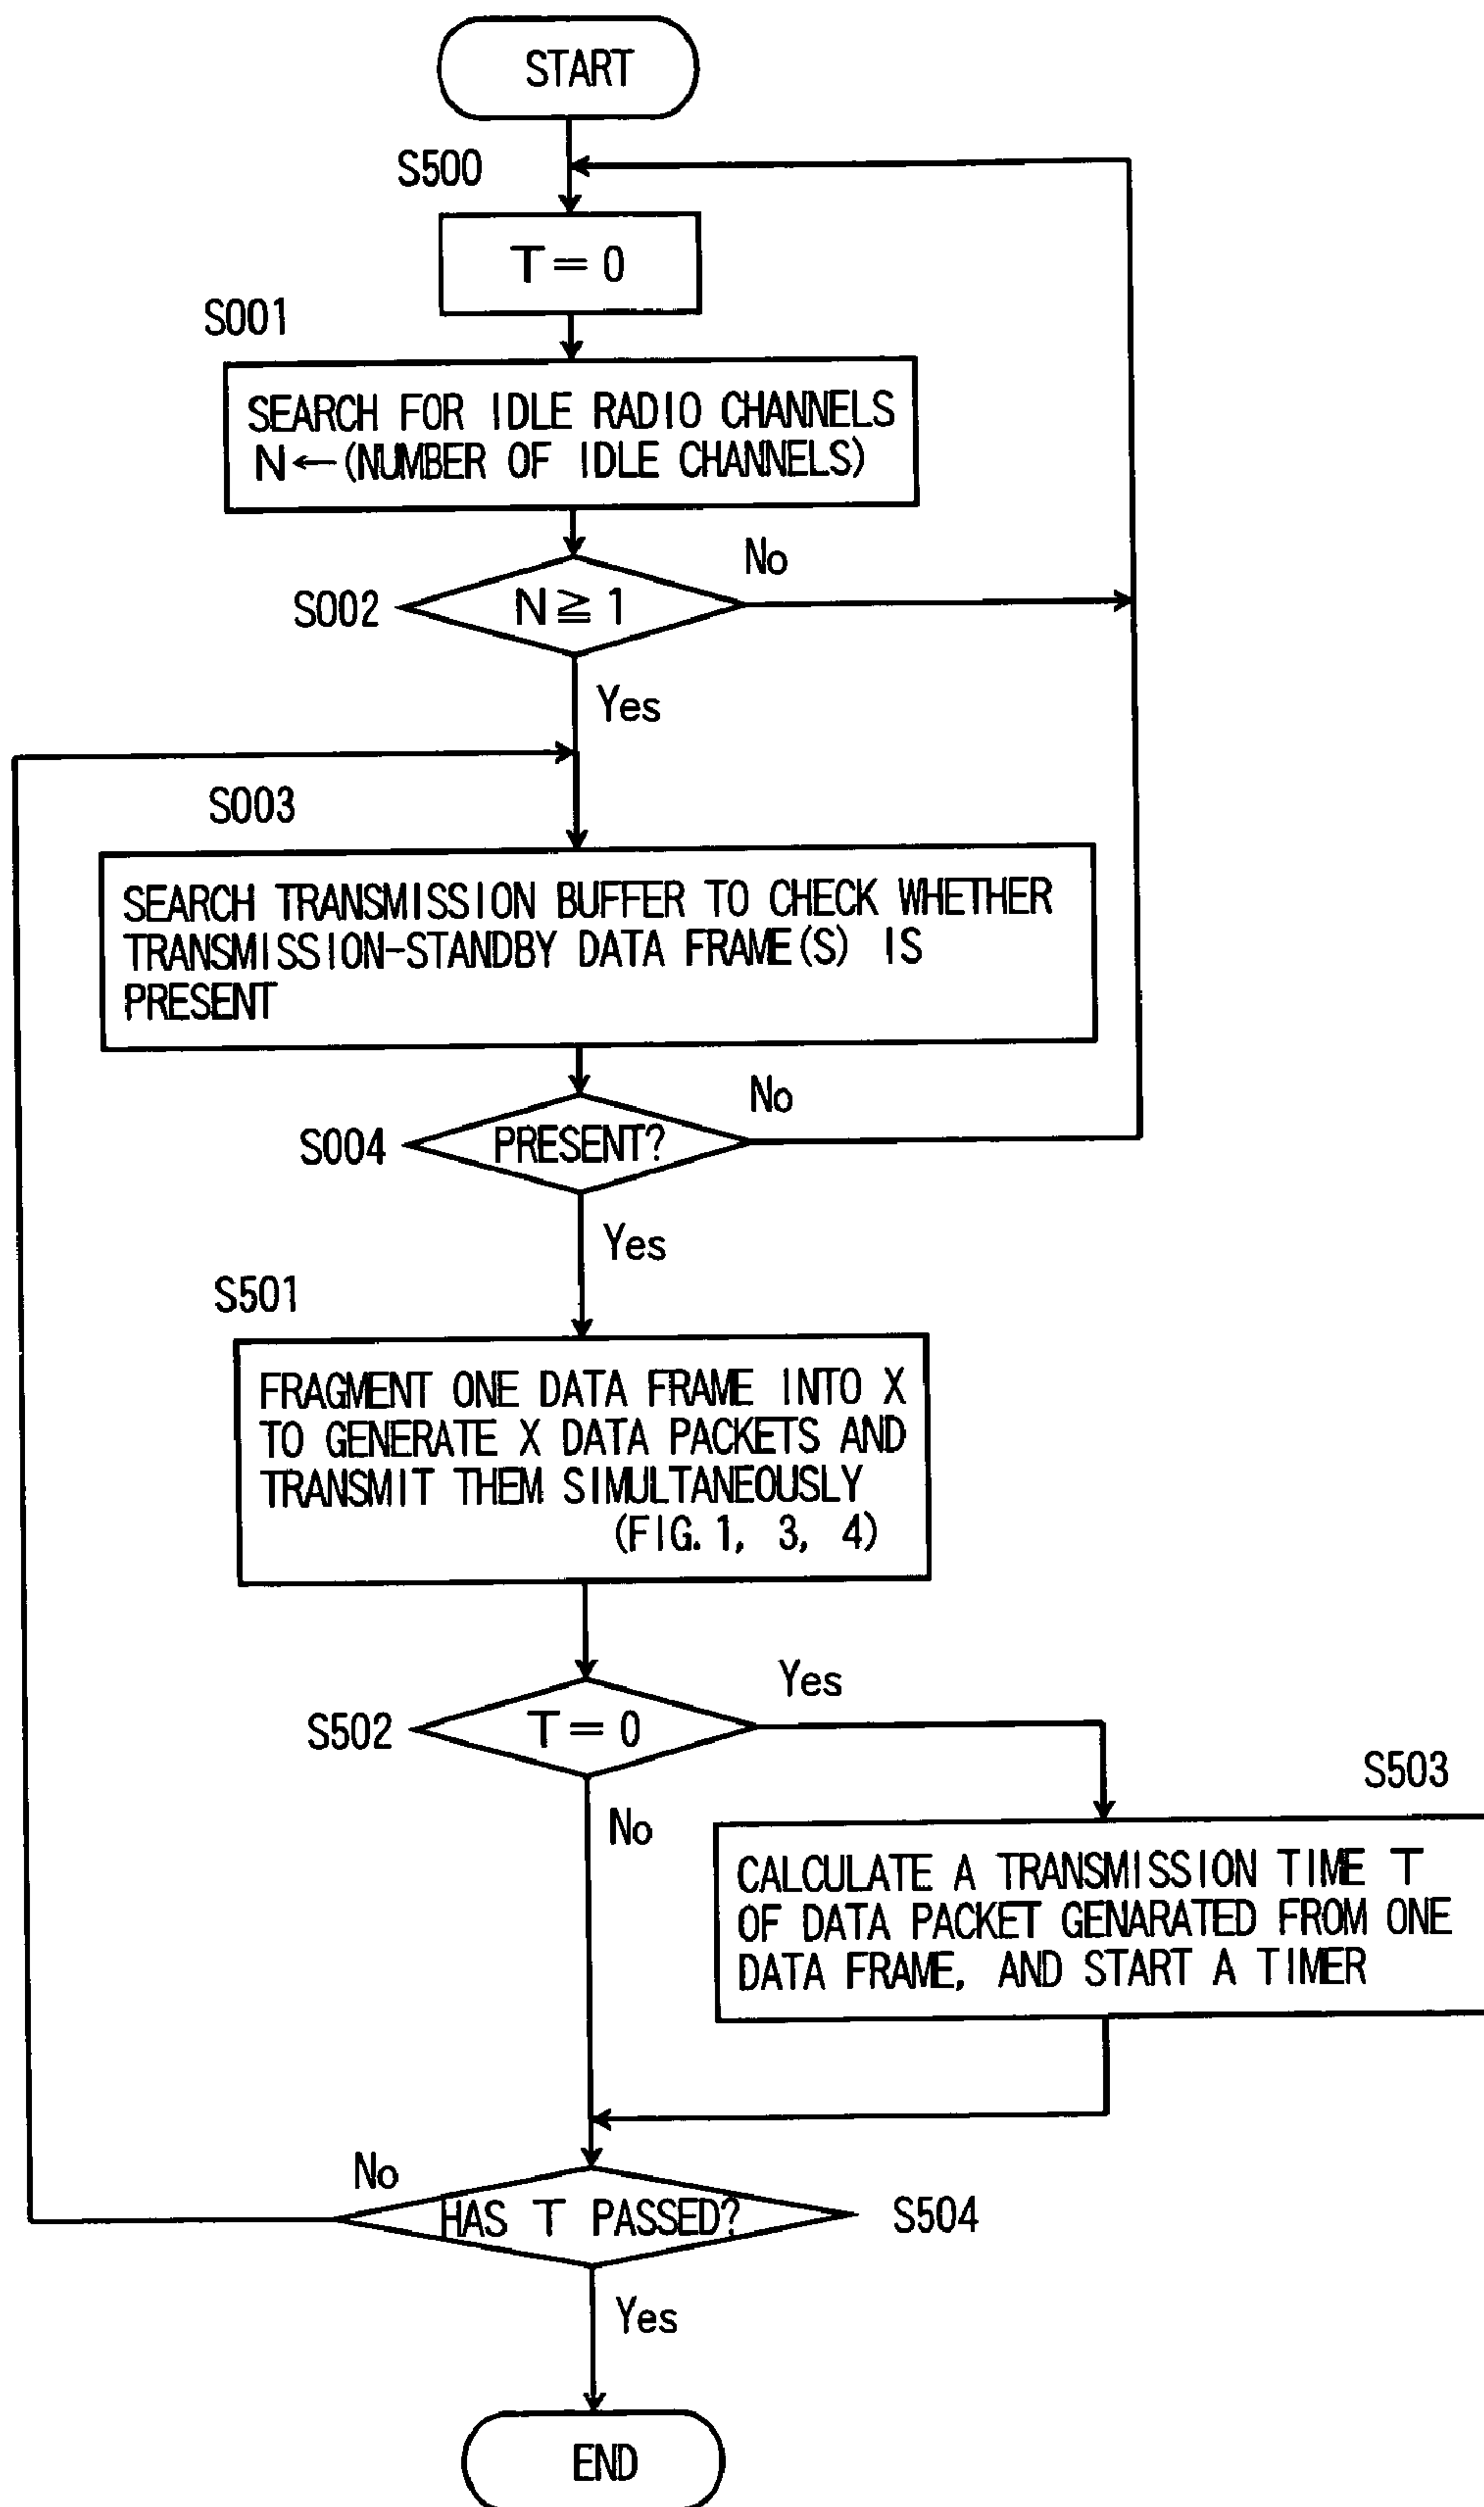 START
S500
T = 0
S001
SEARCH FOR IDLE RADIO CHANNELS
N ← (NUMBER OF IDLE CHANNELS)
No
S002
N ≧ 1
Yes
S003
SEARCH TRANSMISSION BUFFER TO CHECK WHETHER
TRANSMISSION-STANDBY DATA FRAME(S) IS
PRESENT
No
S004
PRESENT?
Yes
S501
FRAGMENT ONE DATA FRAME INTO X
TO GENERATE X DATA PACKETS AND
TRANSMIT THEM SIMULTANEOUSLY
(FIG. 1, 3, 4)
Yes
S502
T = 0
S503
No
CALCULATE A TRANSMISSION TIME T
OF DATA PACKET GENARATED FROM ONE
DATA FRAME, AND START A TIMER
No
HAS T PASSED?
S504
Yes
END